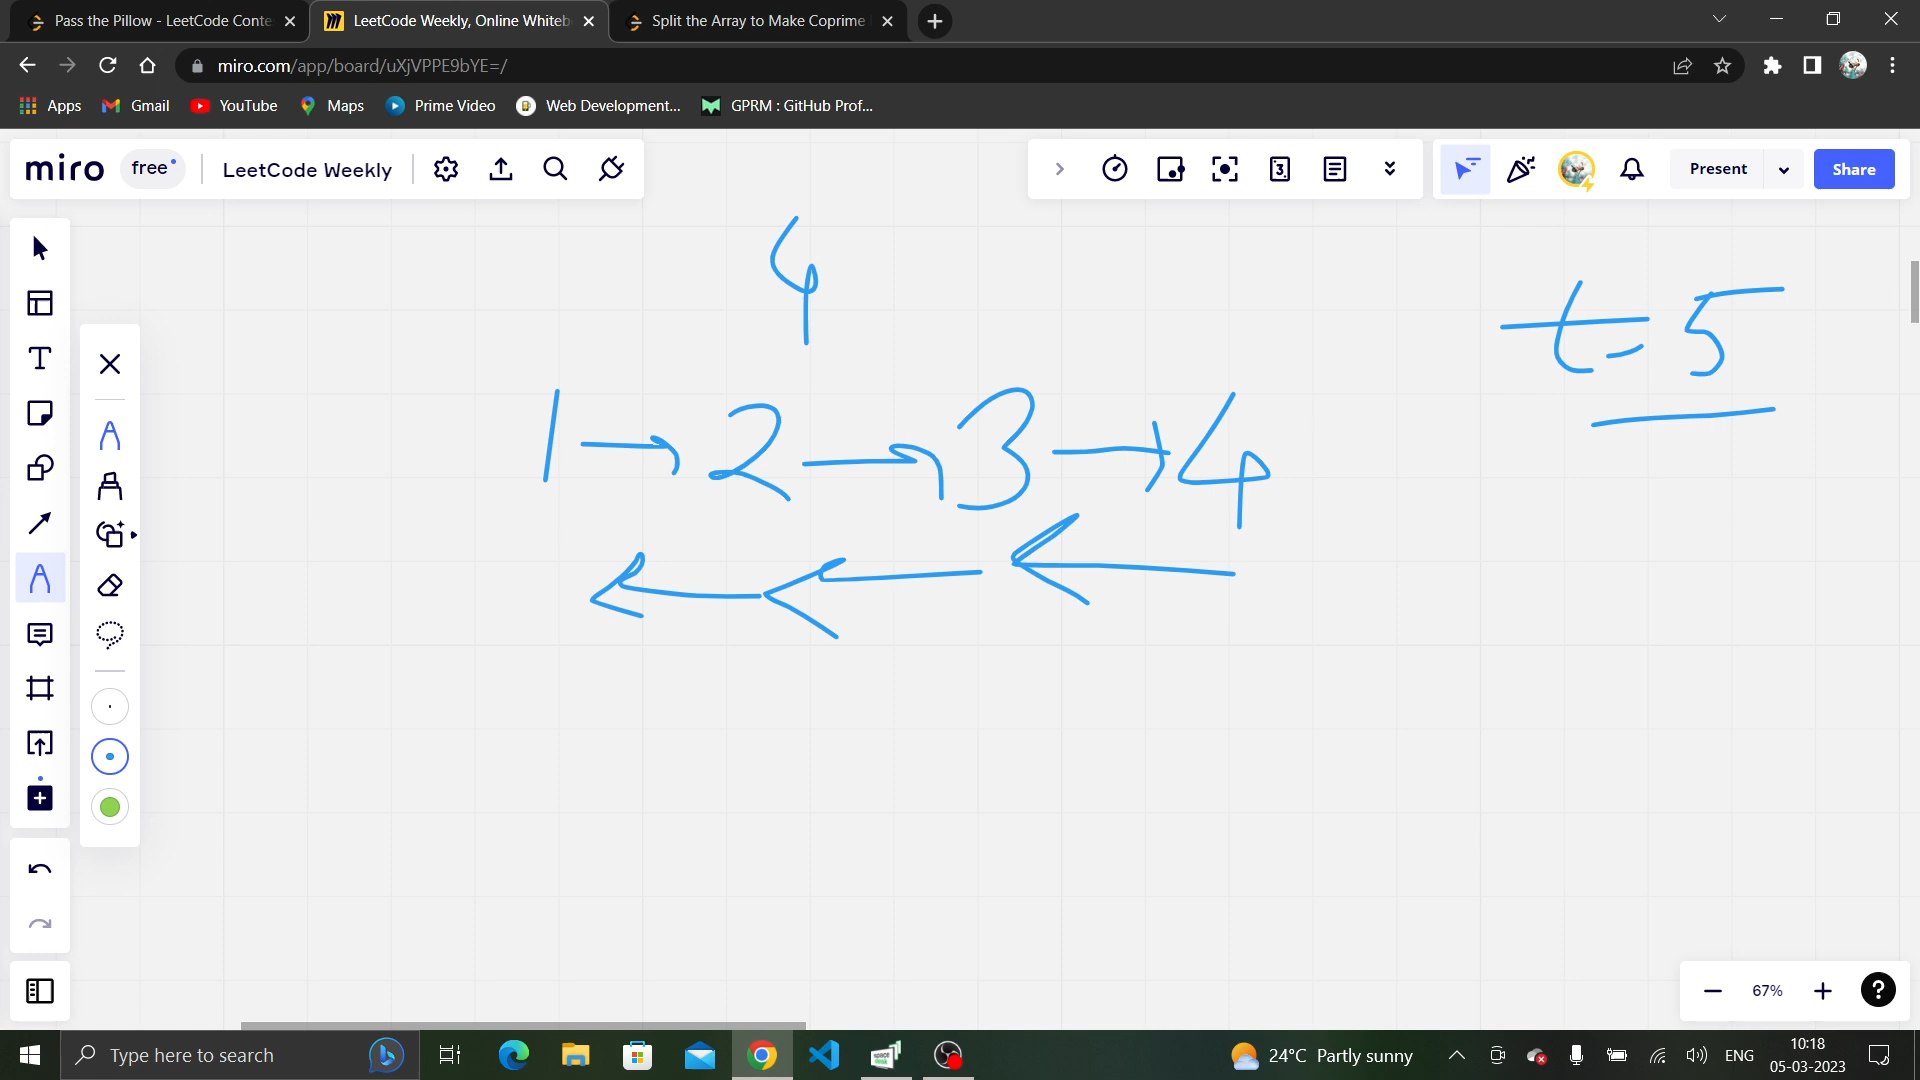 Pass the Pillow - LeetCode Conte
LeetCode Weekly, Online Whiteb
Split the Array to Make Coprime
miro.com/app/board/uXjVPPE9bYE=/
Apps
Gmail
YouTube
Maps
Prime Video
Web Development...
GPRM : GitHub Prof...
miro
free
LeetCode Weekly
3
Present
Share
4
t = 5
1 → 2 → 3 → 4
67%
?
Type here to search
24°C Partly sunny
ENG
10:18
05-03-2023